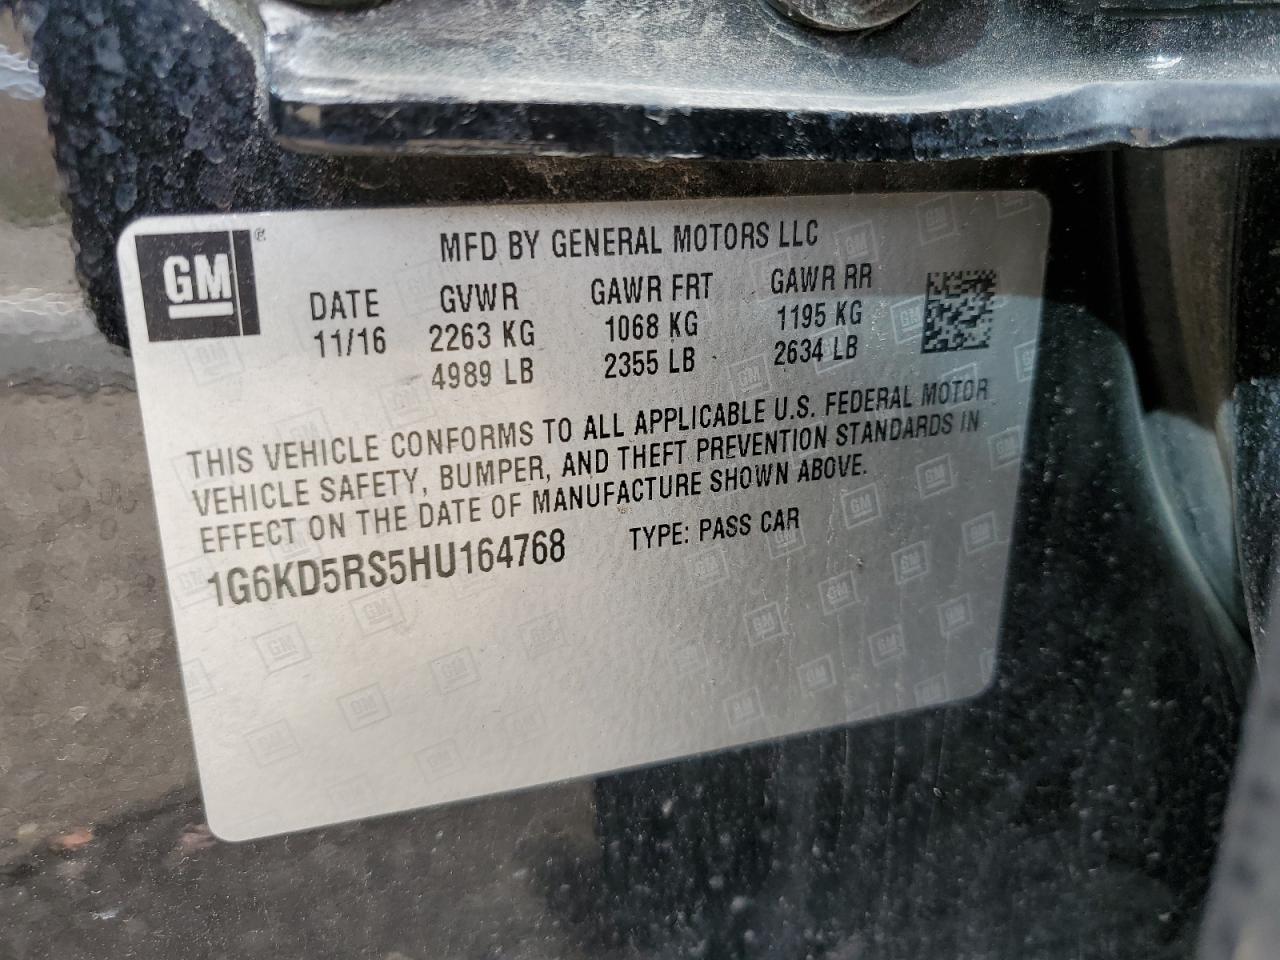 GM ®
MFD BY GENERAL MOTORS LLC
DATE GVWR GAWR FRT GAWR RR
11/16 2263 KG 1068 KG 1195 KG
4989 LB 2355 LB 2634 LB
THIS VEHICLE CONFORMS TO ALL APPLICABLE U.S. FEDERAL MOTOR
VEHICLE SAFETY, BUMPER, AND THEFT PREVENTION STANDARDS IN
EFFECT ON THE DATE OF MANUFACTURE SHOWN ABOVE.
1G6KD5RS5HU164768 TYPE: PASS CAR